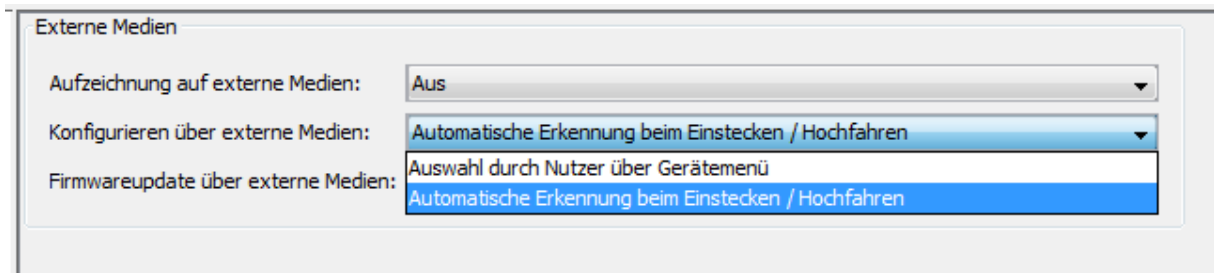 Externe Medien
Aufzeichnung auf externe Medien: Aus
Konfigurieren über externe Medien: Automatische Erkennung beim Einstecken / Hochfahren
Auswahl durch Nutzer über Gerätemenü
Firmwareupdate über externe Medien:
Automatische Erkennung beim Einstecken / Hochfahren